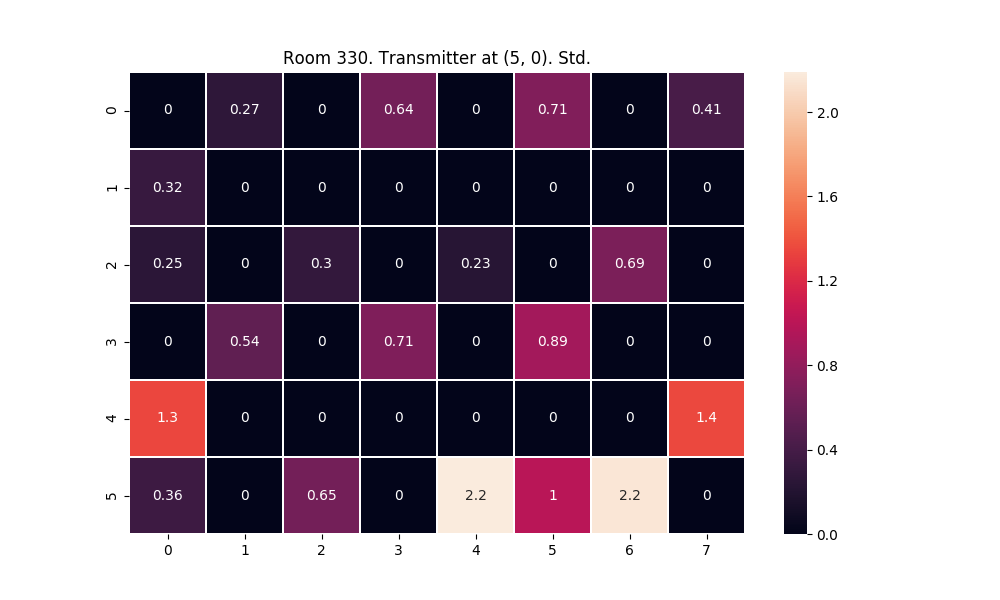 Room 330. Transmitter at (5, 0). Std.
0 0 0.27 0 0.64 0 0.71 0 0.41
1 0.32 0 0 0 0 0 0 0
2 0.25 0 0.3 0 0.23 0 0.69 0
3 0 0.54 0 0.71 0 0.89 0 0
4 1.3 0 0 0 0 0 0 1.4
5 0.36 0 0.65 0 2.2 1 2.2 0
0 1 2 3 4 5 6 7
2.0
1.6
1.2
0.8
0.4
0.0